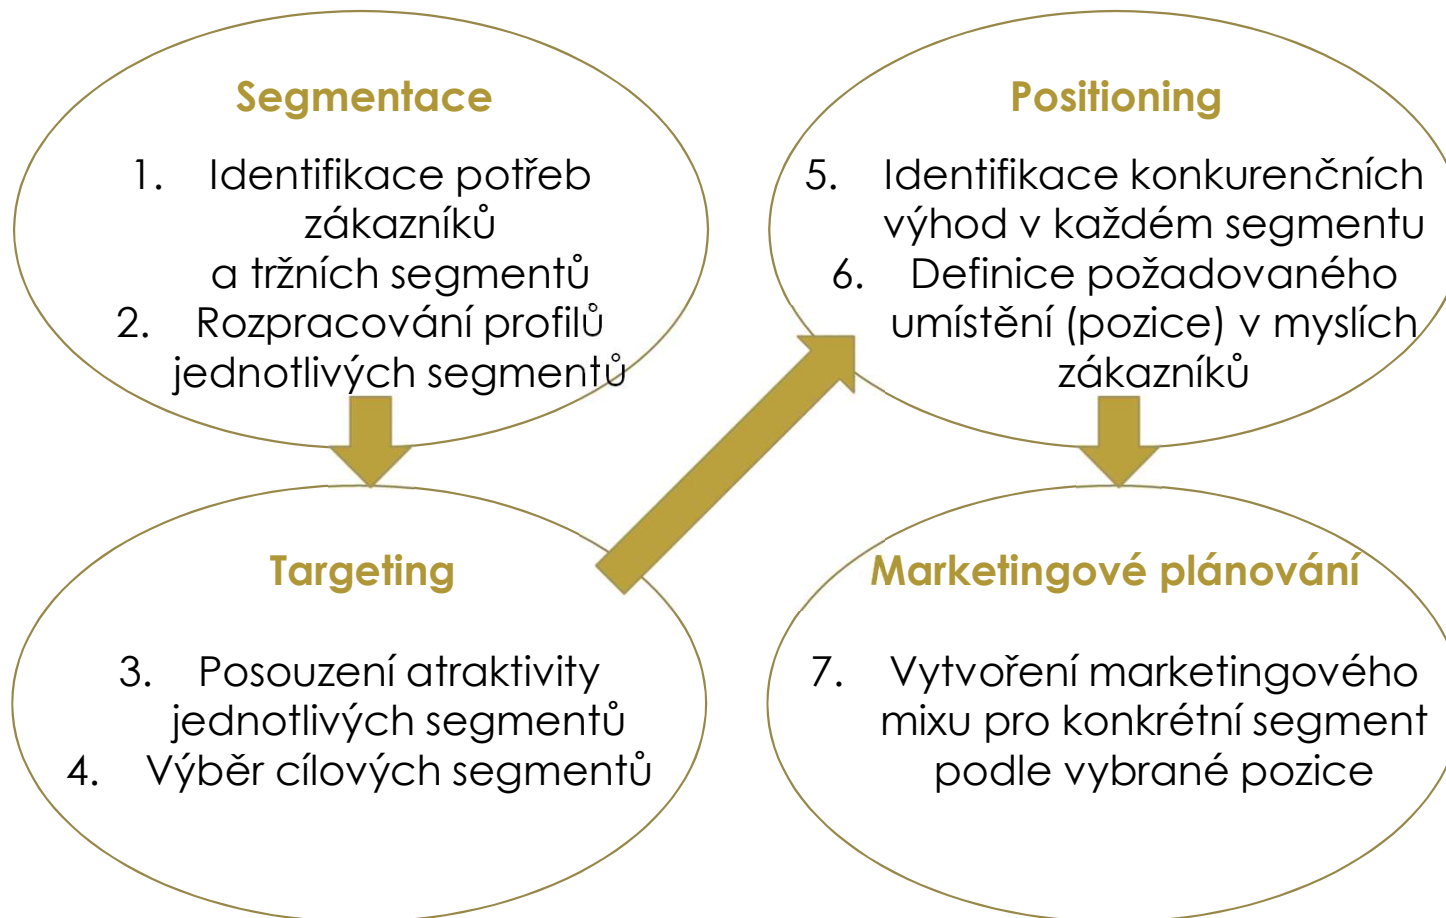 Segmentace
1. Identifikace potřeb
zákazníků
a tržních segmentů
2. Rozpracování profilů
jednotlivých segmentů
Targeting
3. Posouzení atraktivity
jednotlivých segmentů
4. Výběr cílových segmentů
Positioning
5. Identifikace konkurenčních
výhod v každém segmentu
6. Definice požadovaného
umístění (pozice) v myslích
zákazníků
Marketingové plánování
7. Vytvoření marketingového
mixu pro konkrétní segment
podle vybrané pozice